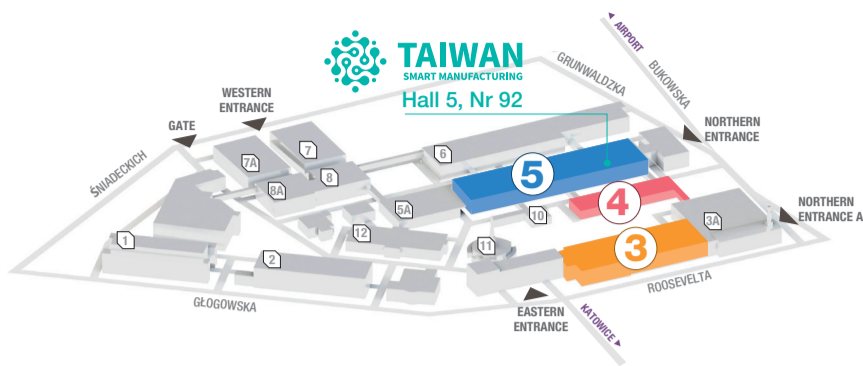 ◄ AIRPORT
TAIWAN
SMART MANUFACTURING
Hall 5, Nr 92
GRUNWALDZKA
BUKOWSKA
WESTERN
ENTRANCE
GATE
NORTHERN
ENTRANCE
ŚNIADECKICH
7
7A
6
8
8A
5
5A
4
10
3A
NORTHERN
ENTRANCE A
12
11
3
1
2
GŁOGOWSKA
ROOSEVELTA
EASTERN
ENTRANCE
KATOWICE ►